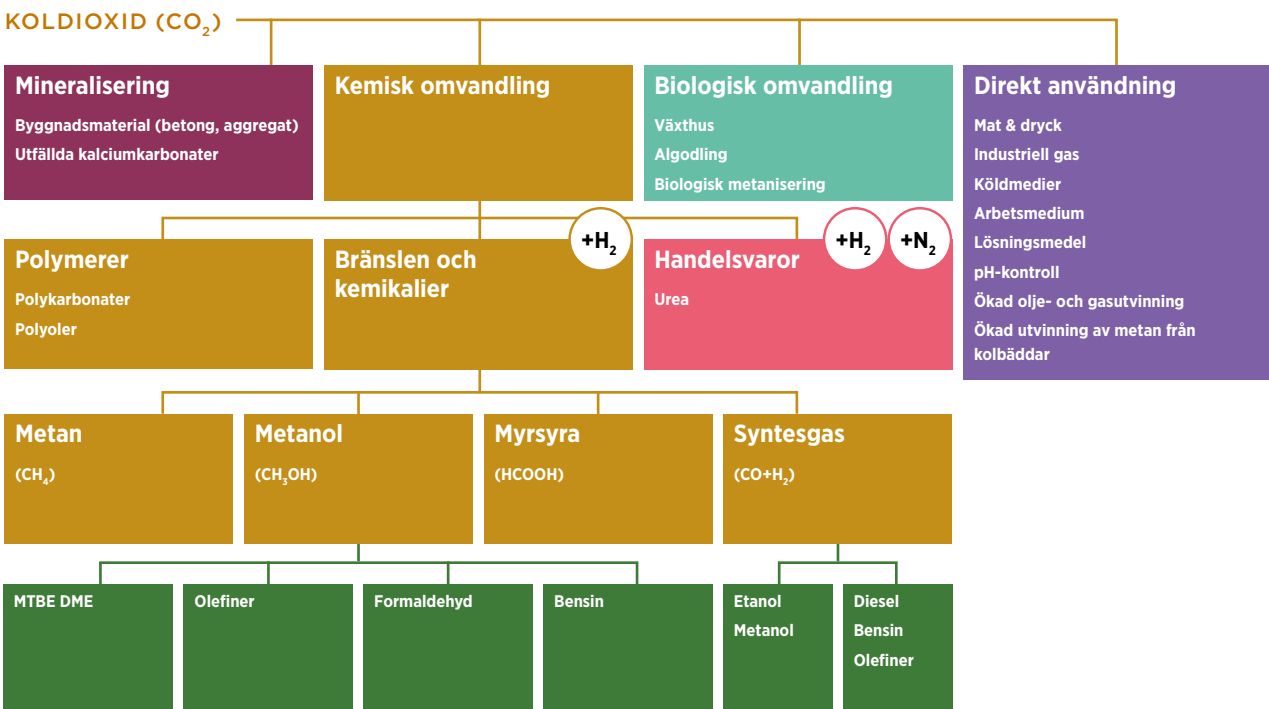 KOLDIOXID (CO₂)
Mineralisering
Byggnadsmaterial (betong, aggregat)
Utfällda kalciumkarbonater
Kemisk omvandling
Biologisk omvandling
Växthus
Algodling
Biologisk metanisering
Direkt användning
Mat & dryck
Industriell gas
Köldmedier
Arbetsmedium
Lösningsmedel
pH-kontroll
Ökad olje- och gasutvinning
Ökad utvinning av metan från
kolbäddar
Polymerer
Polykarbonater
Polyoler
+H₂
Bränslen och
kemikalier
+H₂
+N₂
Handelsvaror
Urea
Metan
(CH₄)
Metanol
(CH₃OH)
Myrsyra
(HCOOH)
Syntesgas
(CO+H₂)
MTBE DME
Olefiner
Formaldehyd
Bensin
Etanol
Metanol
Diesel
Bensin
Olefiner